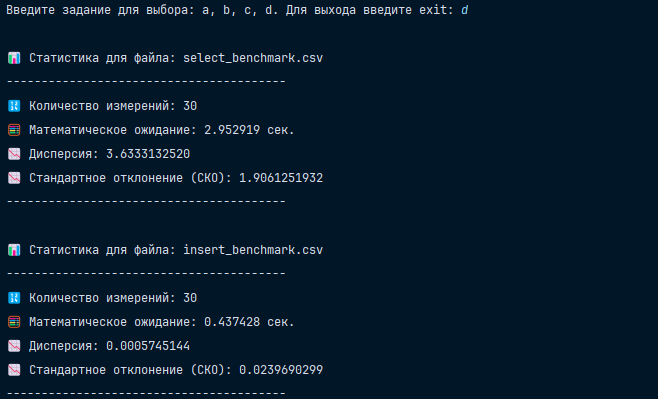 Введите задание для выбора: a, b, c, d. Для выхода введите exit: d
📊 Статистика для файла: select_benchmark.csv
----------------------------------------
🔢 Количество измерений: 30
🧮 Математическое ожидание: 2.952919 сек.
📉 Дисперсия: 3.6333132520
📉 Стандартное отклонение (СКО): 1.9061251932
----------------------------------------
📊 Статистика для файла: insert_benchmark.csv
----------------------------------------
🔢 Количество измерений: 30
🧮 Математическое ожидание: 0.437428 сек.
📉 Дисперсия: 0.0005745144
📉 Стандартное отклонение (СКО): 0.0239690299
----------------------------------------